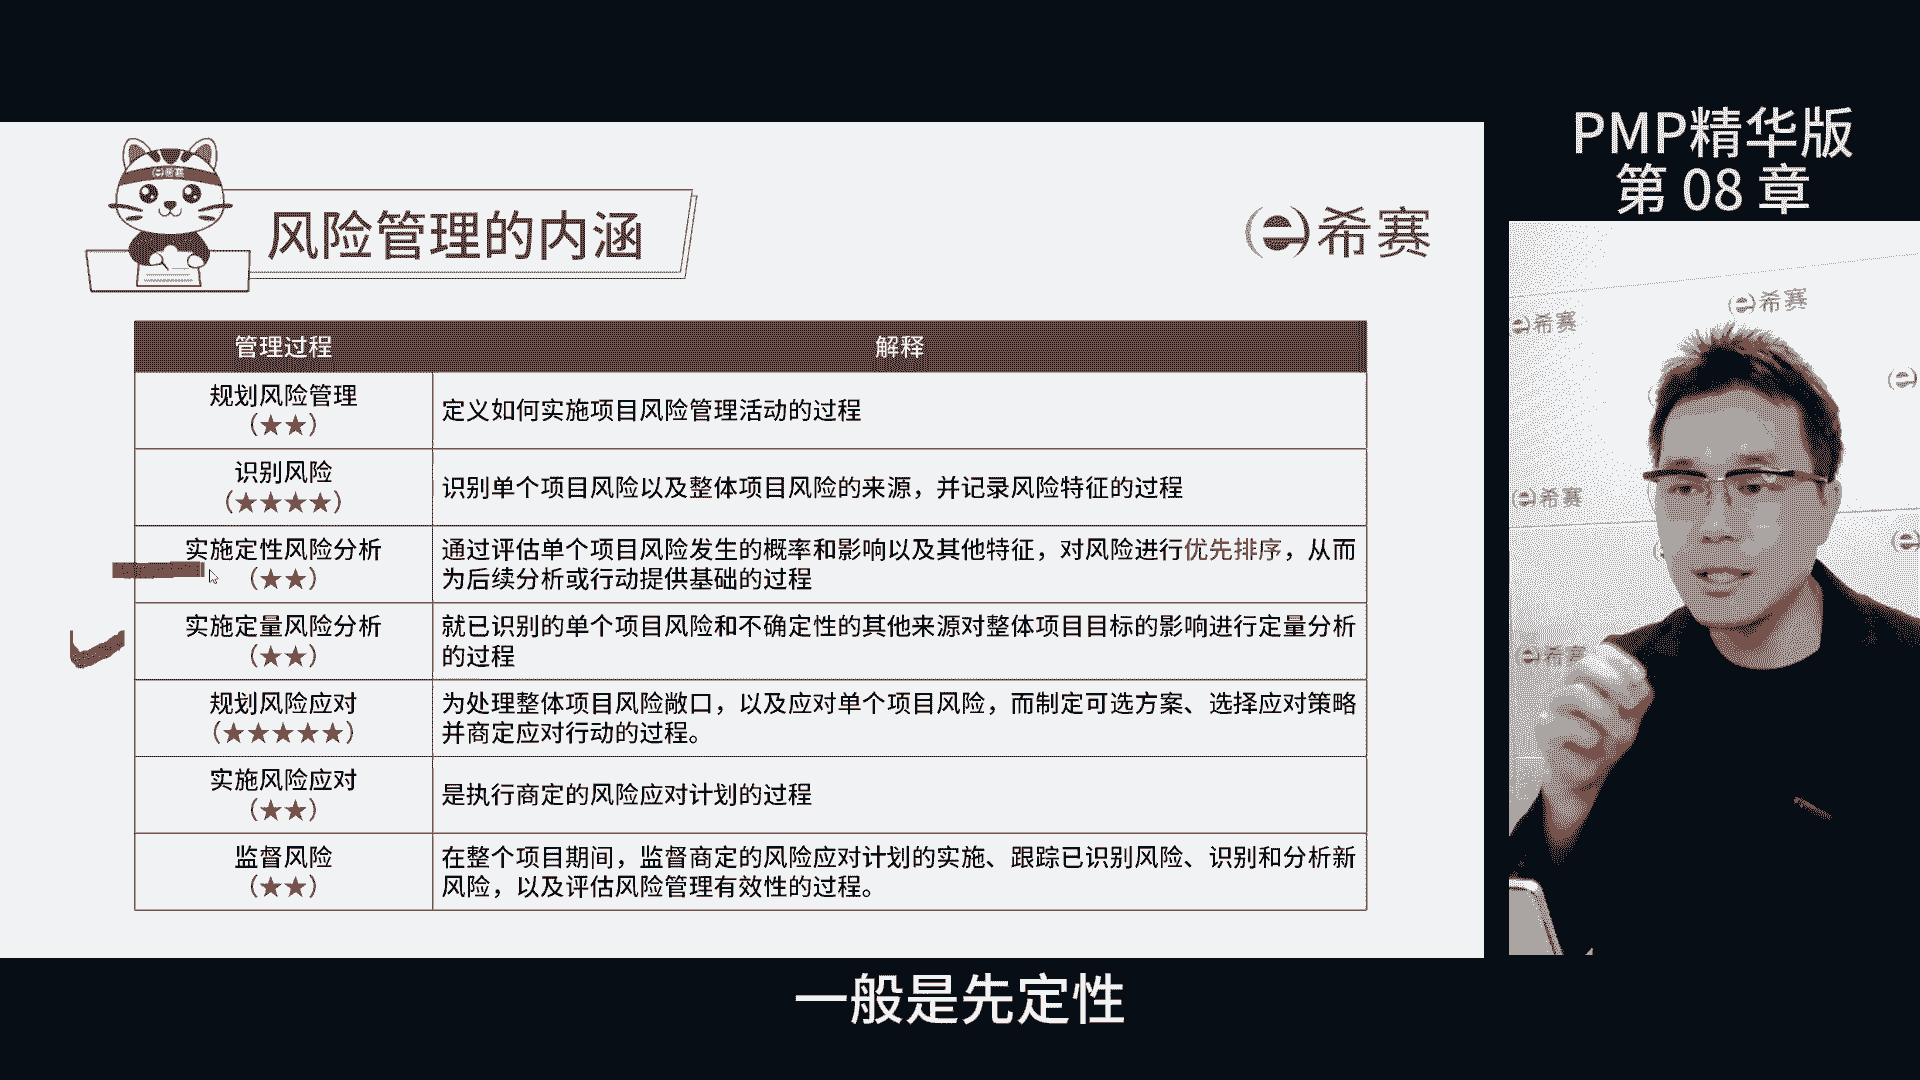 PMP精华版
第 08 章
(e)希赛
风险管理的内涵
(e)希赛
管理过程
解释
规划风险管理
（★★）
定义如何实施项目风险管理活动的过程
识别风险
（★★★★）
识别单个项目风险以及整体项目风险的来源，并记录风险特征的过程
实施定性风险分析
（★★）
通过评估单个项目风险发生的概率和影响以及其他特征，对风险进行优先排序，从而
为后续分析或行动提供基础的过程
实施定量风险分析
（★★）
就已识别的单个项目风险和不确定性的其他来源对整体项目目标的影响进行定量分析
的过程
规划风险应对
（★★★★★）
为处理整体项目风险敞口，以及应对单个项目风险，而制定可选方案、选择应对策略
并商定应对行动的过程。
实施风险应对
（★★）
是执行商定的风险应对计划的过程
监督风险
（★★）
在整个项目期间，监督商定的风险应对计划的实施、跟踪已识别风险、识别和分析新
风险，以及评估风险管理有效性的过程。
(e)希赛
e)希赛
(e)
(e)希赛
(e)
(e)希赛
一般是先定性